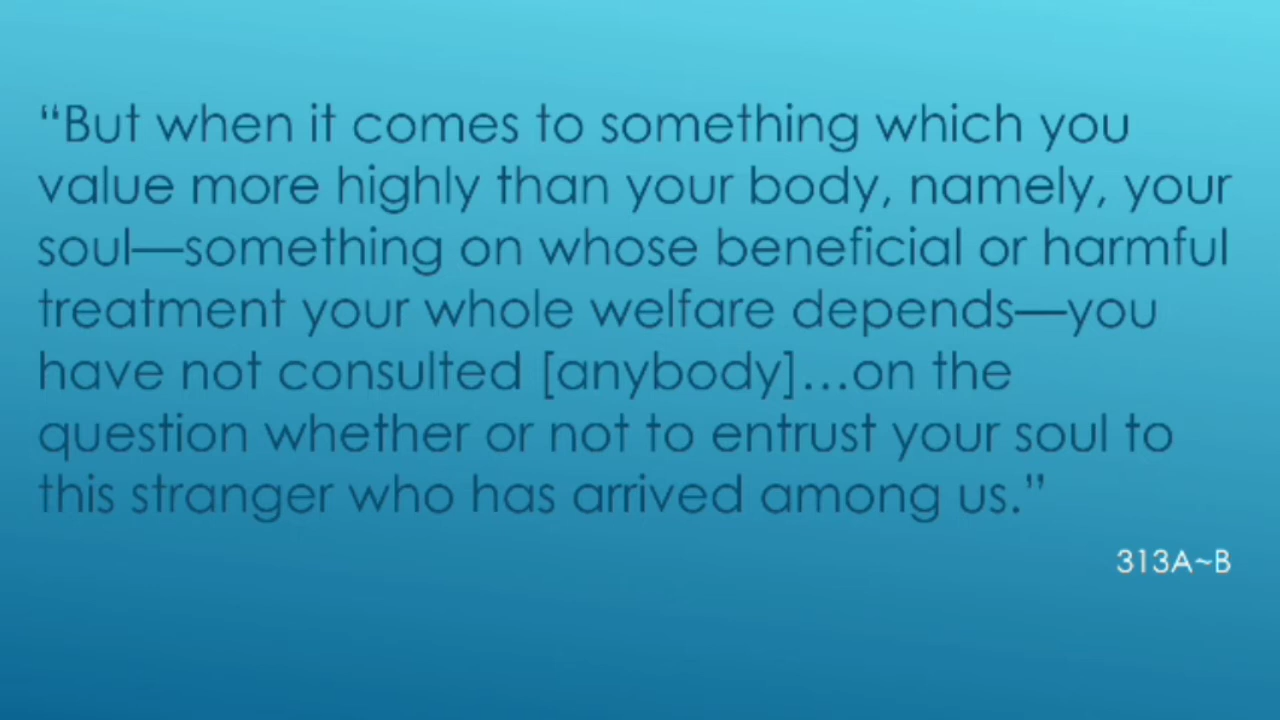 “But when it comes to something which you
value more highly than your body, namely, your
soul—something on whose beneficial or harmful
treatment your whole welfare depends—you
have not consulted [anybody]…on the
question whether or not to entrust your soul to
this stranger who has arrived among us.”
313A~B